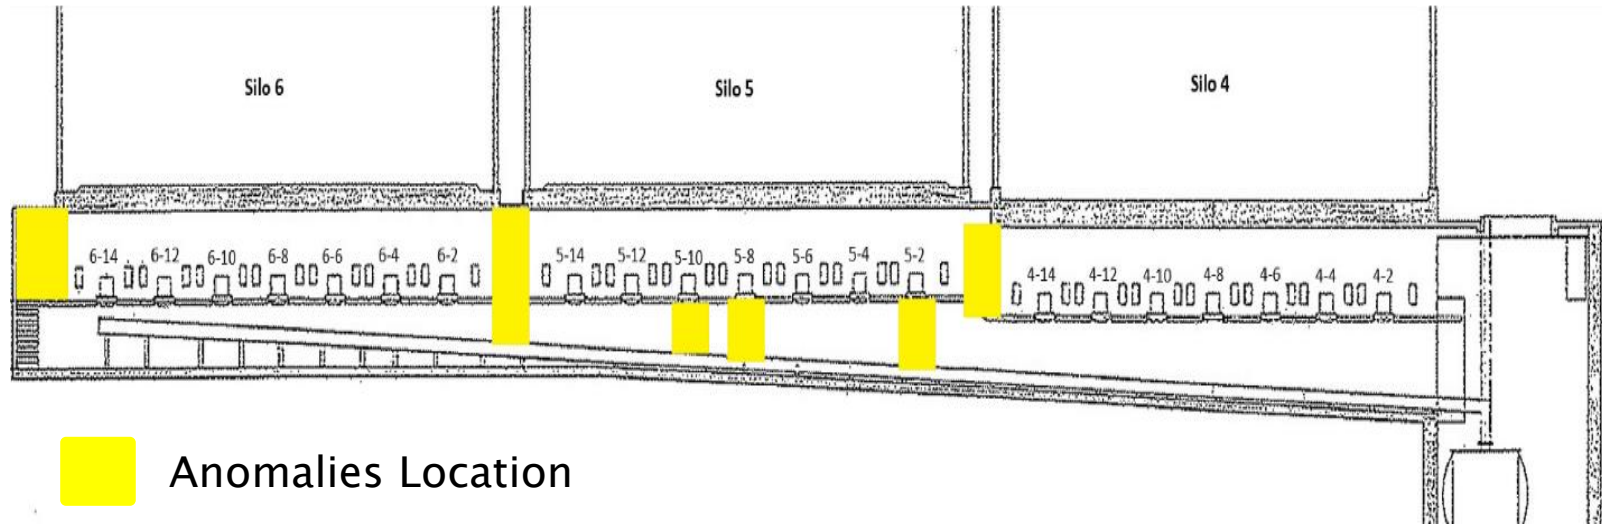 Silo 6
Silo 5
Silo 4
6-14 6-12 6-10 6-8 6-6 6-4 6-2
5-14 5-12 5-10 5-8 5-6 5-4 5-2
4-14 4-12 4-10 4-8 4-6 4-4 4-2
Anomalies Location